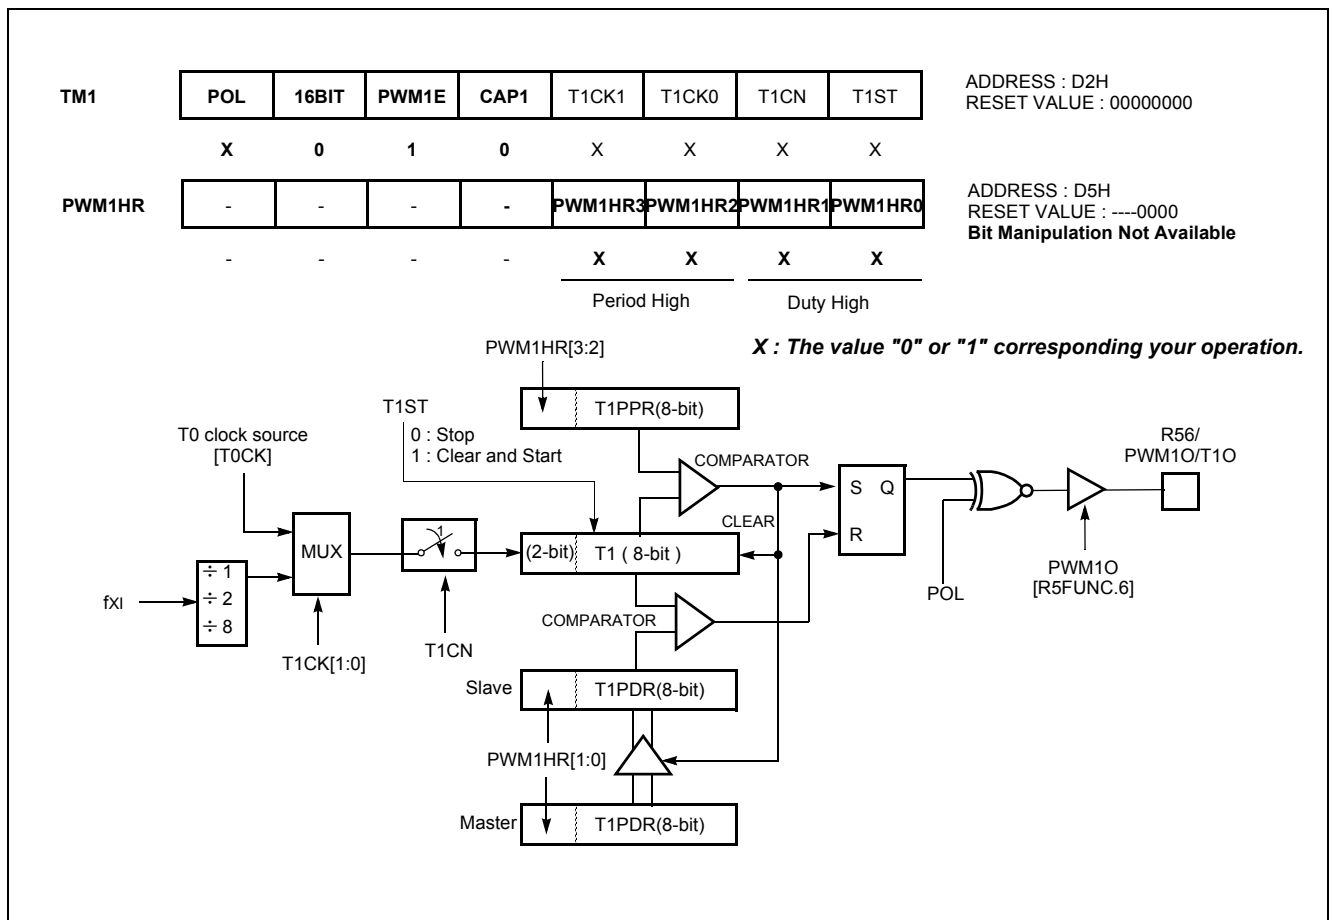 TM1 POL 16BIT PWM1E CAP1 T1CK1 T1CK0 T1CN T1ST
ADDRESS : D2H
RESET VALUE : 00000000
X 0 1 0 X X X X
PWM1HR - - - - PWM1HR3 PWM1HR2 PWM1HR1 PWM1HR0
ADDRESS : D5H
RESET VALUE : ----0000
Bit Manipulation Not Available
- - - - X X X X
Period High Duty High
X : The value "0" or "1" corresponding your operation.
PWM1HR[3:2]
T1PPR(8-bit)
T1ST
0 : Stop
1 : Clear and Start
T0 clock source
[T0CK]
COMPARATOR
R56/
PWM1O/T1O
S Q
R
CLEAR
MUX
1
(2-bit) T1 ( 8-bit )
fXI
÷ 1
÷ 2
÷ 8
T1CK[1:0]
T1CN
COMPARATOR
POL
PWM1O
[R5FUNC.6]
Slave T1PDR(8-bit)
PWM1HR[1:0]
Master T1PDR(8-bit)